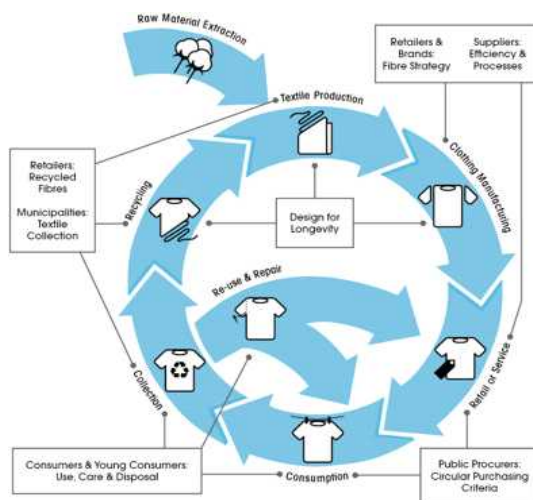 Raw Material Extraction
Retailers &
Brands:
Fibre Strategy
Suppliers:
Efficiency &
Processes
Textile Production
Clothing Manufacturing
Retailers:
Recycled
Fibres
Municipalities:
Textile
Collection
Recycling
Design for
Longevity
Re-use & Repair
Collection
Retail or Service
Consumers & Young Consumers:
Use, Care & Disposal
Consumption
Public Procurers:
Circular Purchasing
Criteria